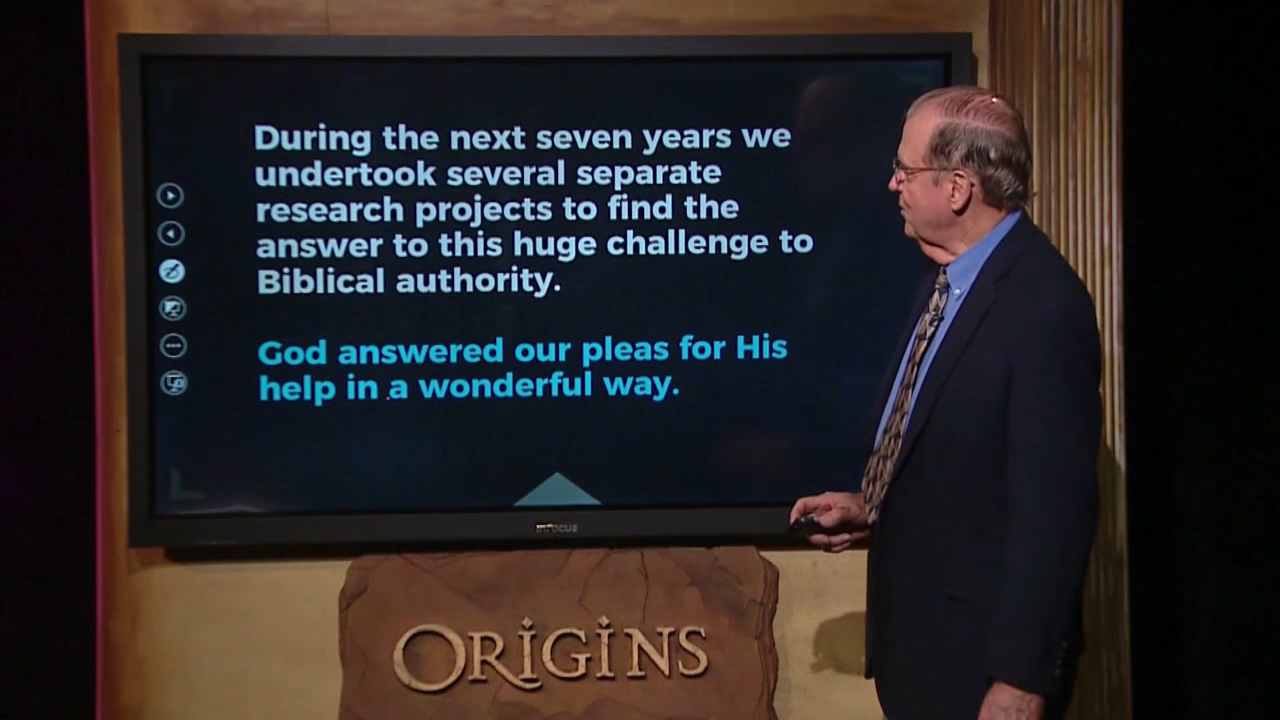 During the next seven years we
undertook several separate
research projects to find the
answer to this huge challenge to
Biblical authority.
God answered our pleas for His
help in a wonderful way.
InFocus
ORIGINS